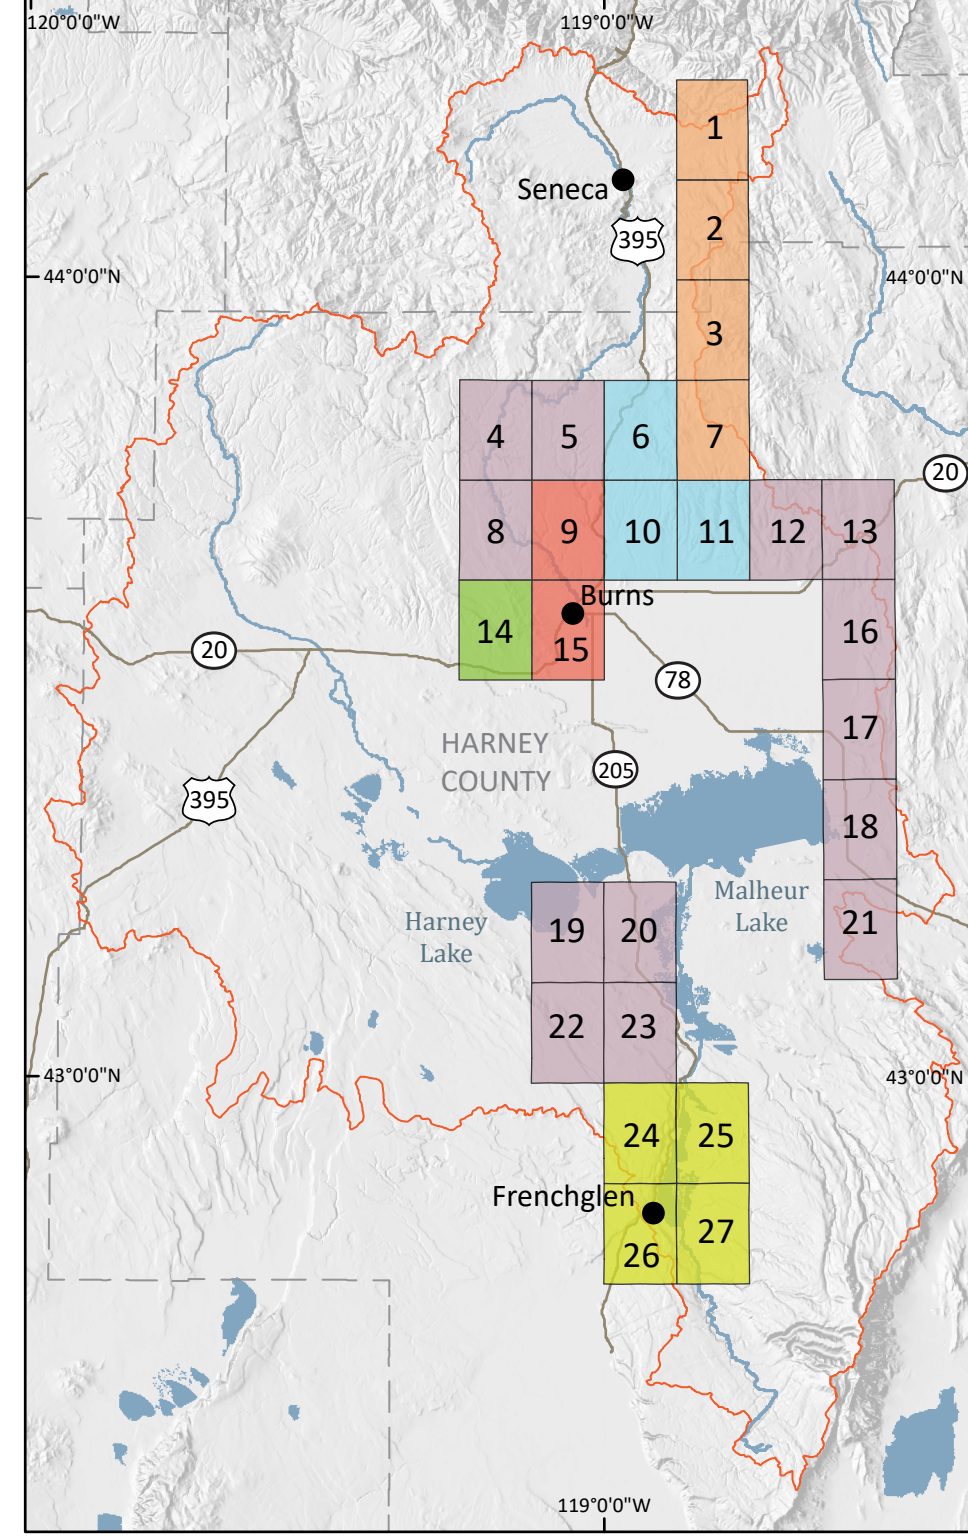 120°0'0"W
119°0'0"W
1
Seneca
2
395
44°0'0"N
44°0'0"N
3
4
5
6
7
20
8
9
10
11
12
13
Burns
14
15
16
20
78
HARNEY
COUNTY
17
205
395
18
Malheur
Lake
Harney
Lake
19
20
21
22
23
43°0'0"N
43°0'0"N
24
25
Frenchglen
26
27
119°0'0"W